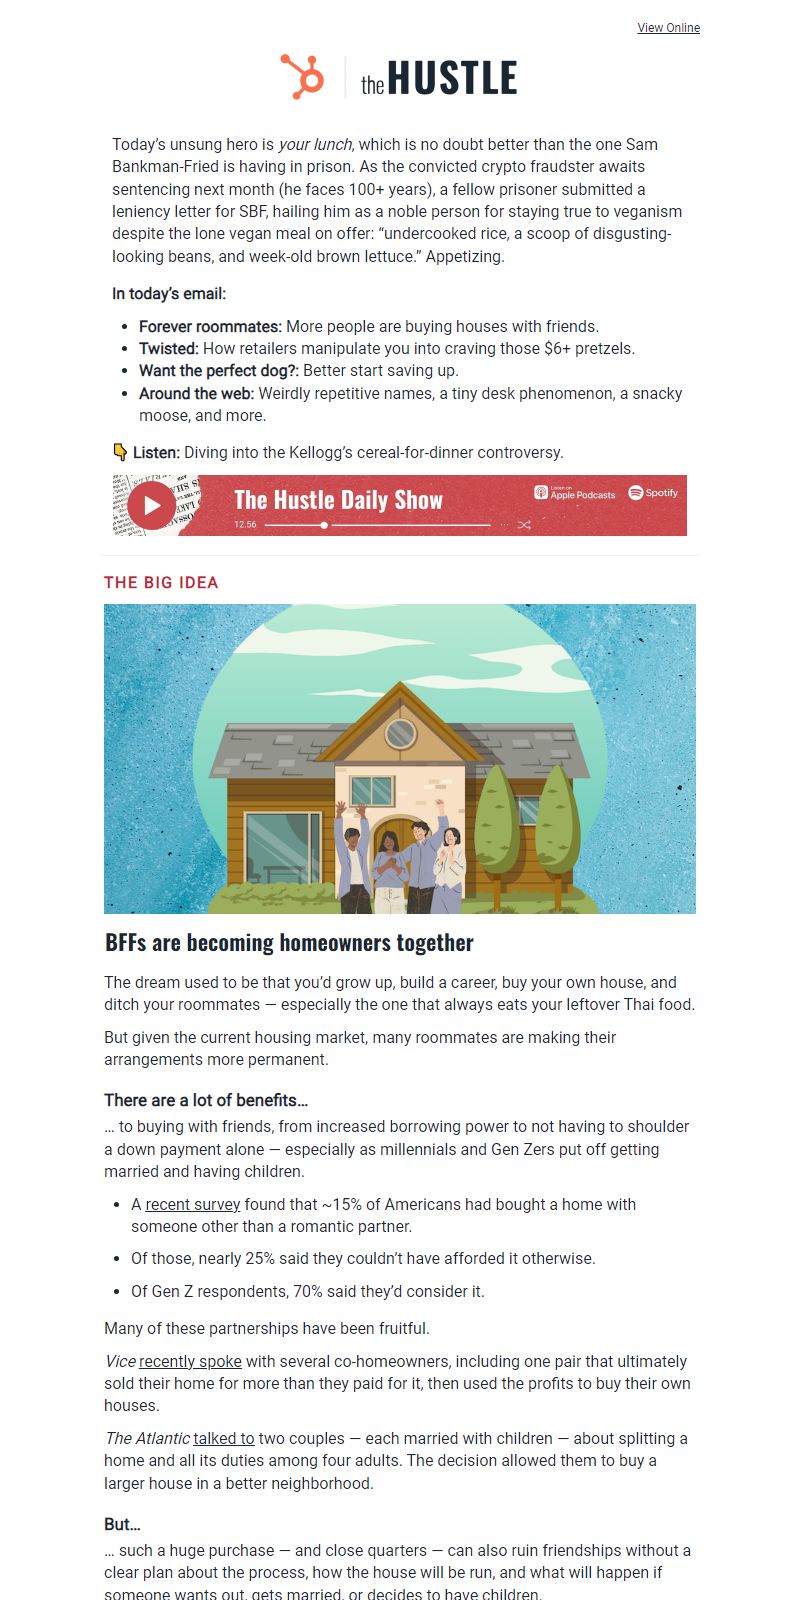 View Online
the HUSTLE
Today’s unsung hero is your lunch, which is no doubt better than the one Sam
Bankman-Fried is having in prison. As the convicted crypto fraudster awaits
sentencing next month (he faces 100+ years), a fellow prisoner submitted a
leniency letter for SBF, hailing him as a noble person for staying true to veganism
despite the lone vegan meal on offer: “undercooked rice, a scoop of disgusting-
looking beans, and week-old brown lettuce.” Appetizing.
In today’s email:
• Forever roommates: More people are buying houses with friends.
• Twisted: How retailers manipulate you into craving those $6+ pretzels.
• Want the perfect dog?: Better start saving up.
• Around the web: Weirdly repetitive names, a tiny desk phenomenon, a snacky
moose, and more.
👇 Listen: Diving into the Kellogg’s cereal-for-dinner controversy.
The Hustle Daily Show
12.56
Listen on
Apple Podcasts
Spotify
THE BIG IDEA
BFFs are becoming homeowners together
The dream used to be that you’d grow up, build a career, buy your own house, and
ditch your roommates — especially the one that always eats your leftover Thai food.
But given the current housing market, many roommates are making their
arrangements more permanent.
There are a lot of benefits…
… to buying with friends, from increased borrowing power to not having to shoulder
a down payment alone — especially as millennials and Gen Zers put off getting
married and having children.
• A recent survey found that ~15% of Americans had bought a home with
someone other than a romantic partner.
• Of those, nearly 25% said they couldn’t have afforded it otherwise.
• Of Gen Z respondents, 70% said they’d consider it.
Many of these partnerships have been fruitful.
Vice recently spoke with several co-homeowners, including one pair that ultimately
sold their home for more than they paid for it, then used the profits to buy their own
houses.
The Atlantic talked to two couples — each married with children — about splitting a
home and all its duties among four adults. The decision allowed them to buy a
larger house in a better neighborhood.
But…
… such a huge purchase — and close quarters — can also ruin friendships without a
clear plan about the process, how the house will be run, and what will happen if
someone wants out, gets married, or decides to have children.